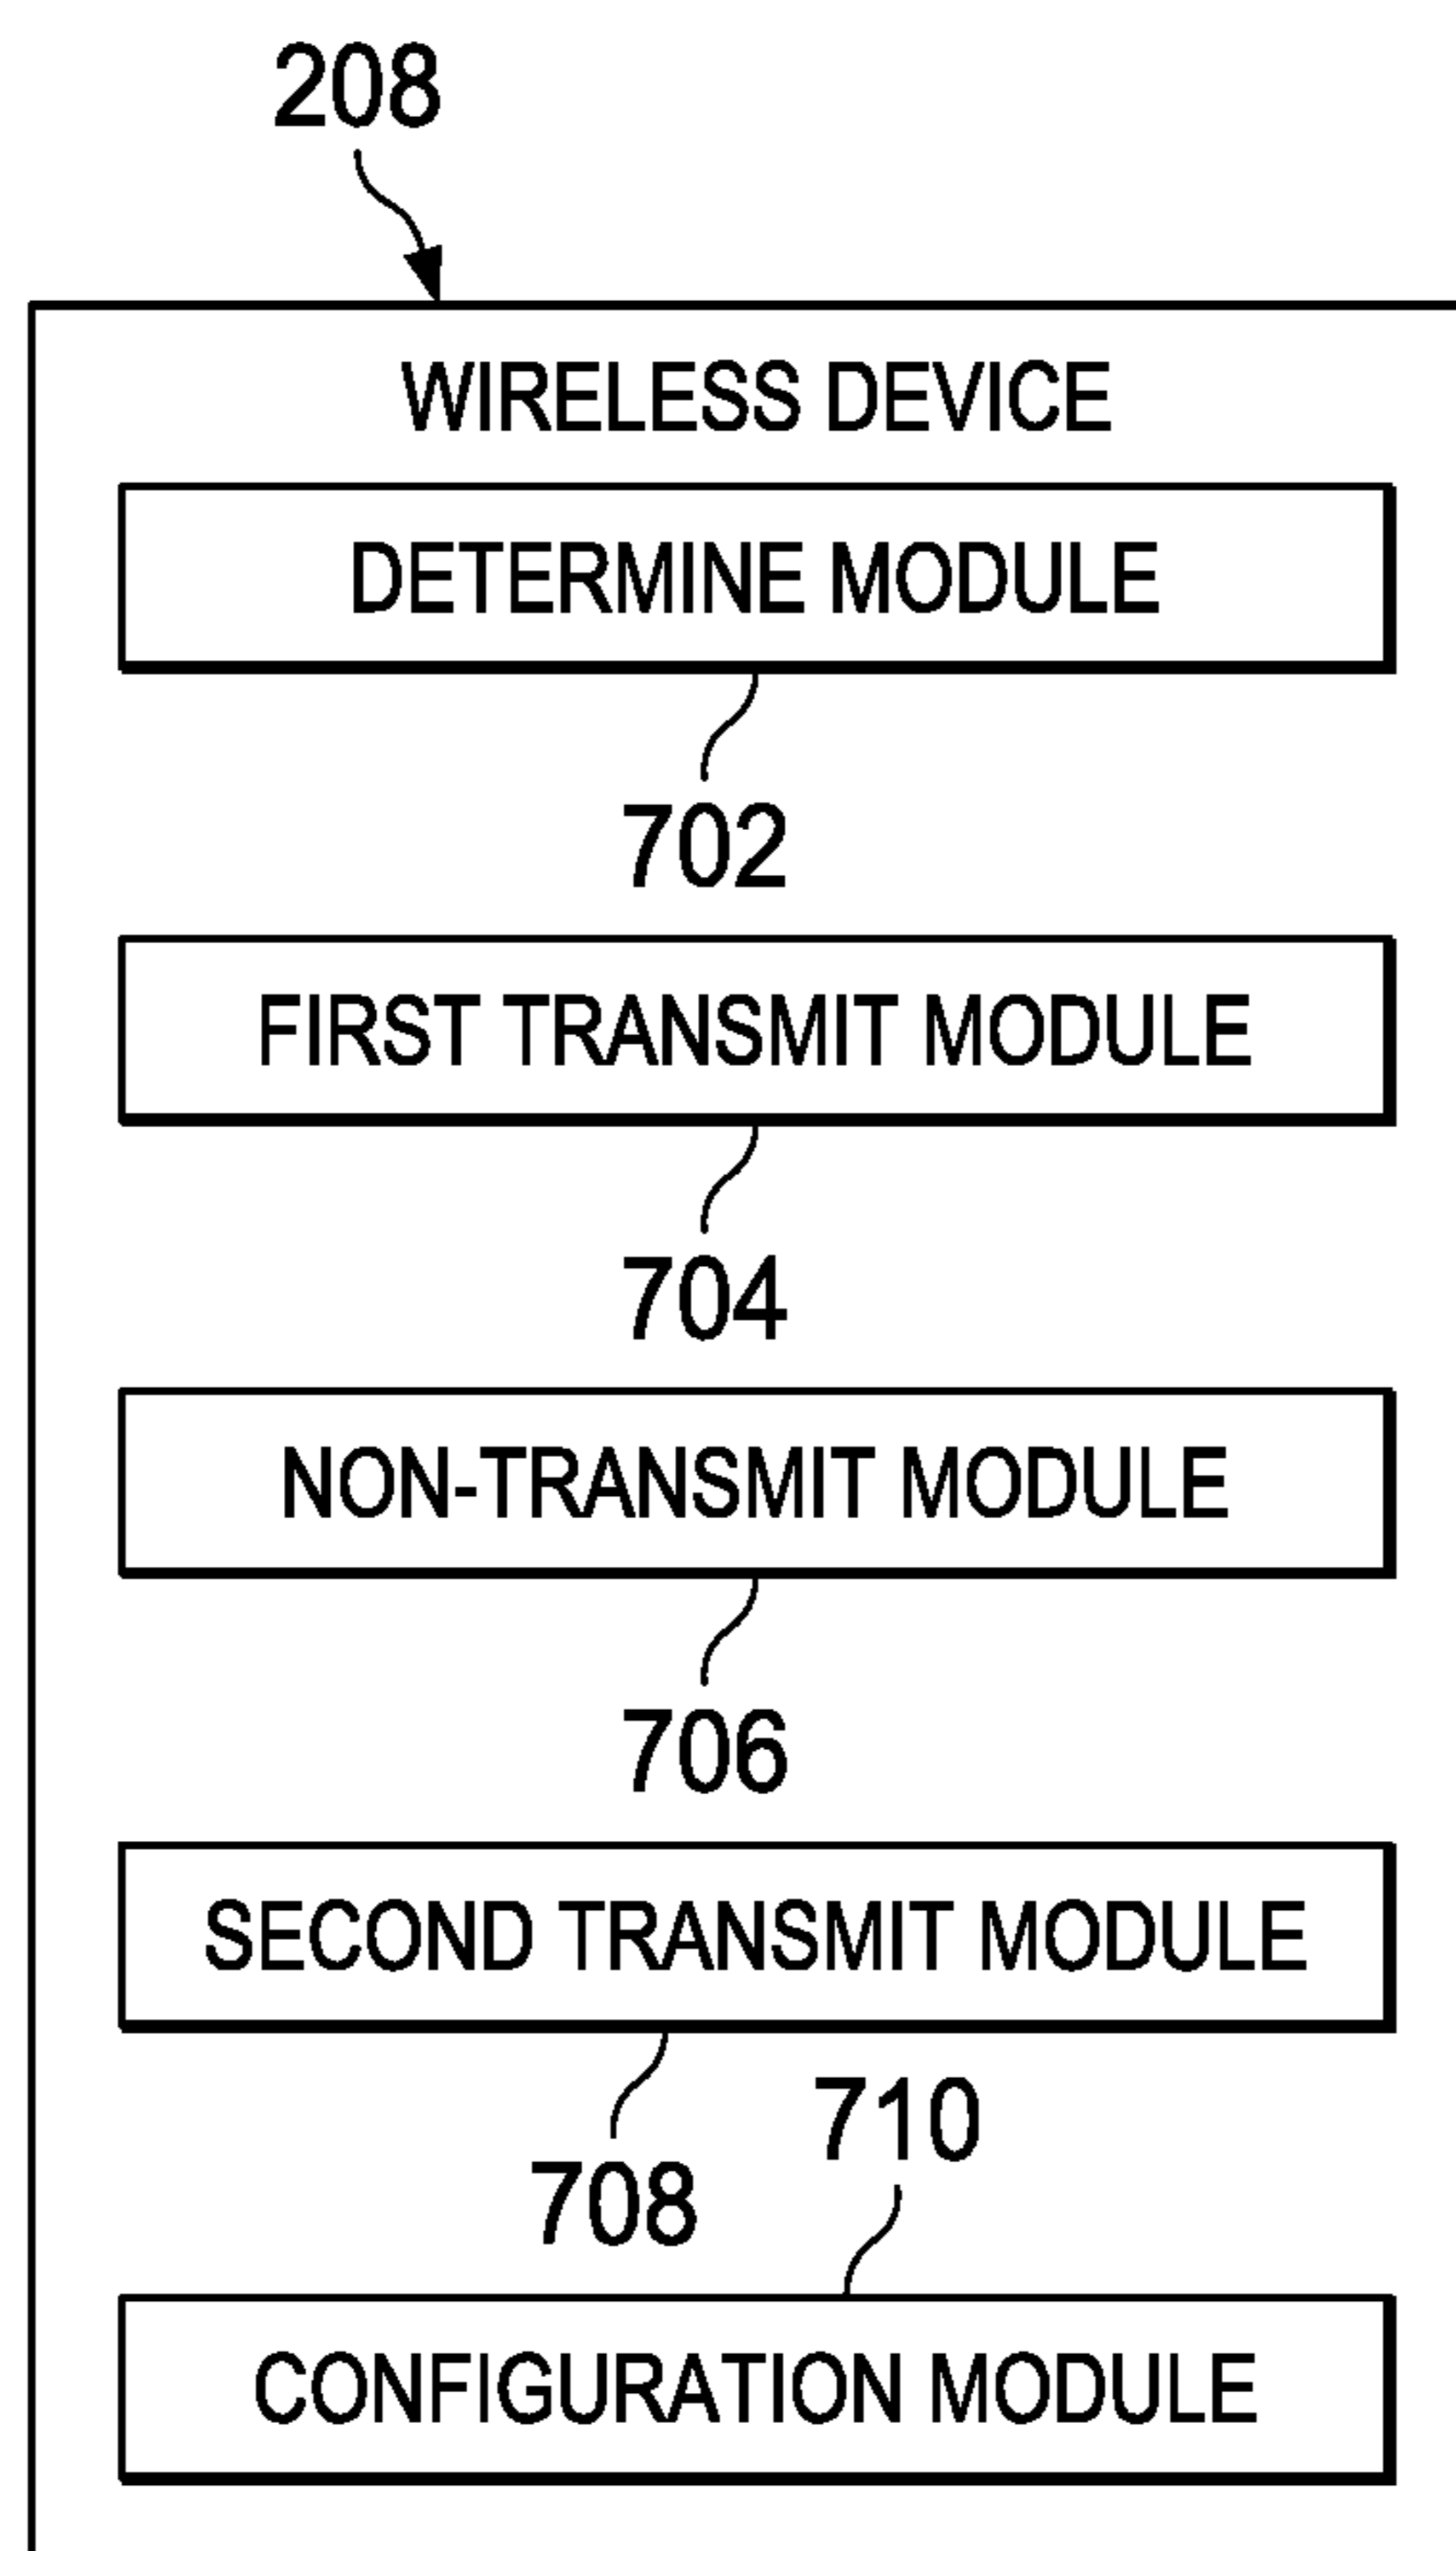 208
WIRELESS DEVICE
DETERMINE MODULE
702
FIRST TRANSMIT MODULE
704
NON-TRANSMIT MODULE
706
SECOND TRANSMIT MODULE
708
710
CONFIGURATION MODULE